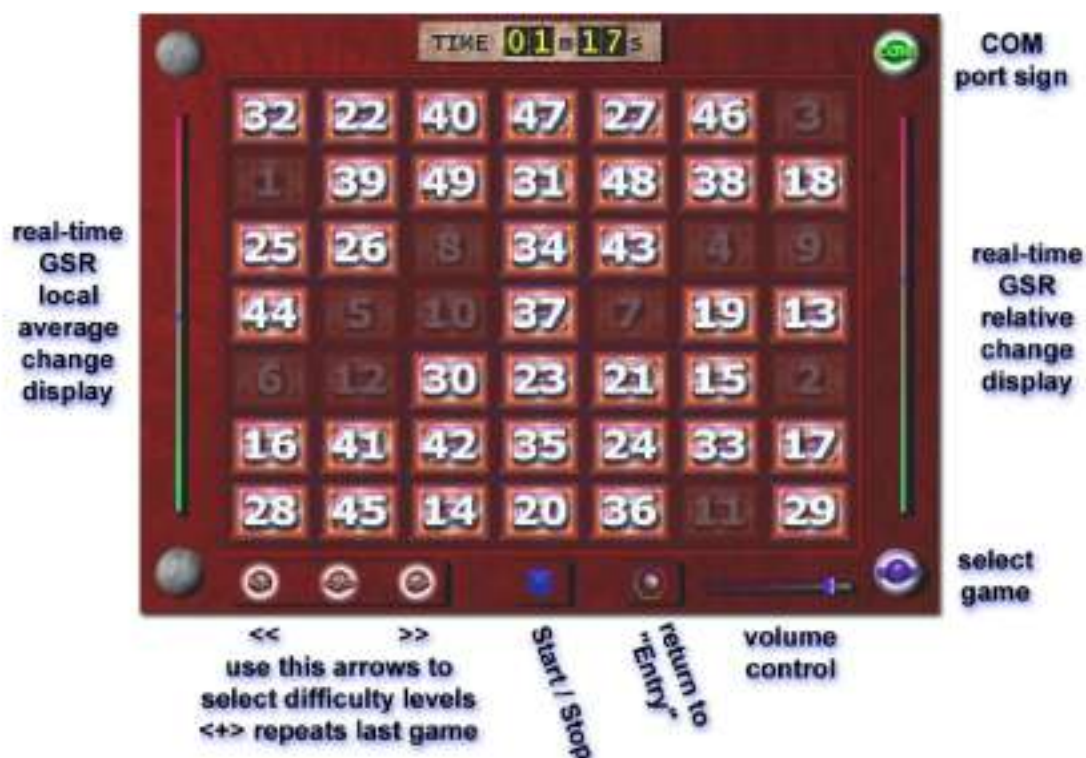 TIME 01 m 17 s
COM
port sign
32 22 40 47 27 46 3
1 39 49 31 48 38 18
25 26 8 34 43 4 9
44 5 10 37 7 19 13
6 12 30 23 21 15 2
16 41 42 35 24 33 17
28 45 14 20 36 11 29
real-time
GSR
local
average
change
display
real-time
GSR
relative
change
display
select
game
<< >>
use this arrows to
select difficulty levels
<+> repeats last game
Start / Stop
return to
"Entry"
volume
control